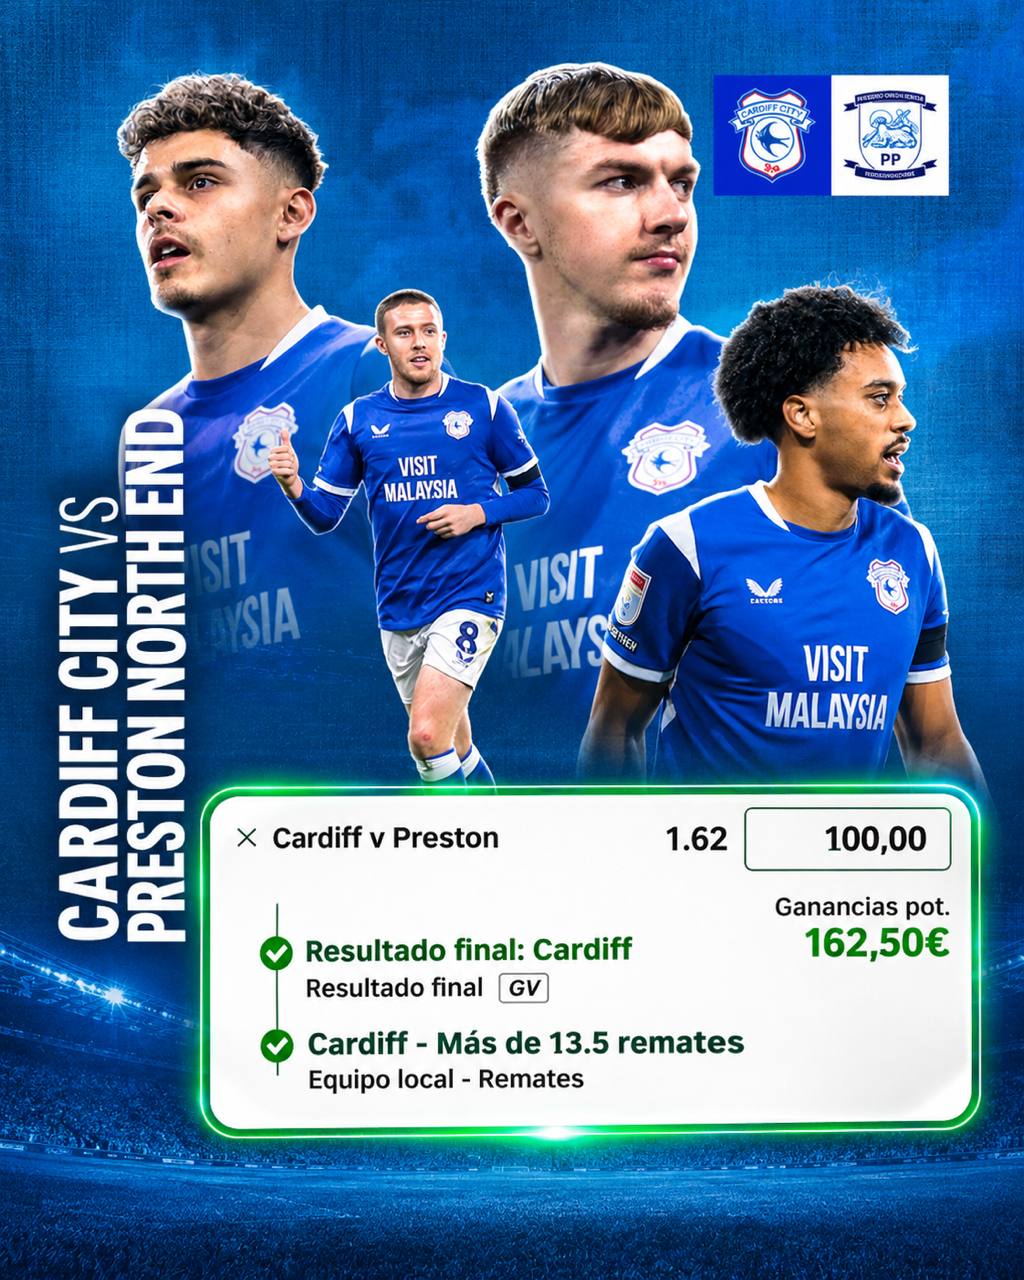 CARDIFF CITY
PP
CARDIFF CITY VS
PRESTON NORTH END
VISIT
MALAYSIA
8
VISIT
VISIT
MALAYSIA
Cardiff v Preston
1.62
100,00
Ganancias pot.
162,50€
Resultado final: Cardiff
Resultado final GV
Cardiff - Más de 13.5 remates
Equipo local - Remates